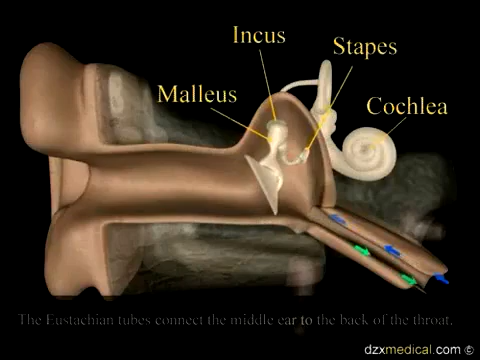 Incus
Stapes
Malleus
Cochlea
The Eustachian tubes connect the middle ear to the back of the throat.
dzxmedical.com ©